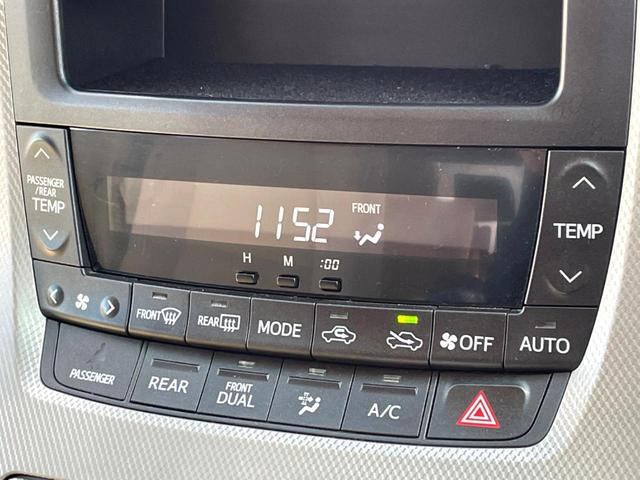 PASSENGER
/REAR
TEMP
1152 FRONT
H M :00
TEMP
FRONT REAR MODE OFF AUTO
PASSENGER REAR FRONT
DUAL A/C